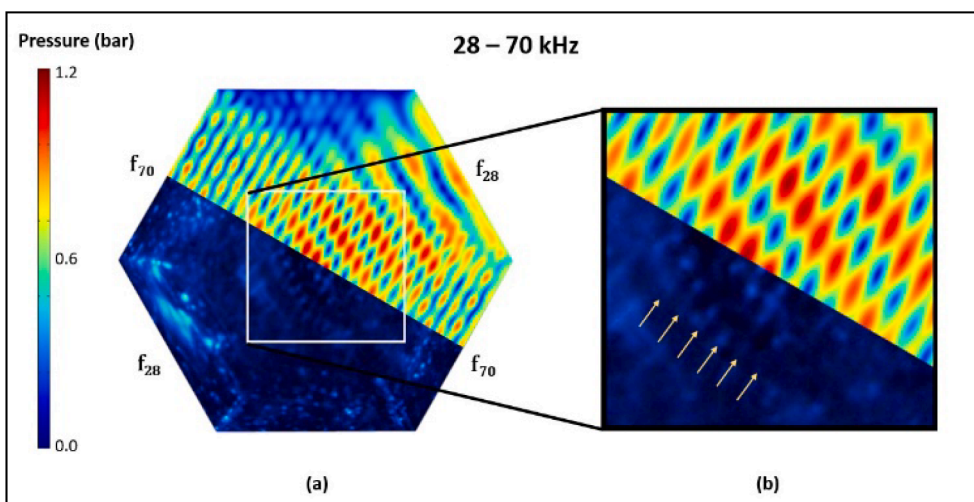 Pressure (bar)
28 – 70 kHz
1.2
0.6
0.0
f70
f28
f28
f70
(a)
(b)